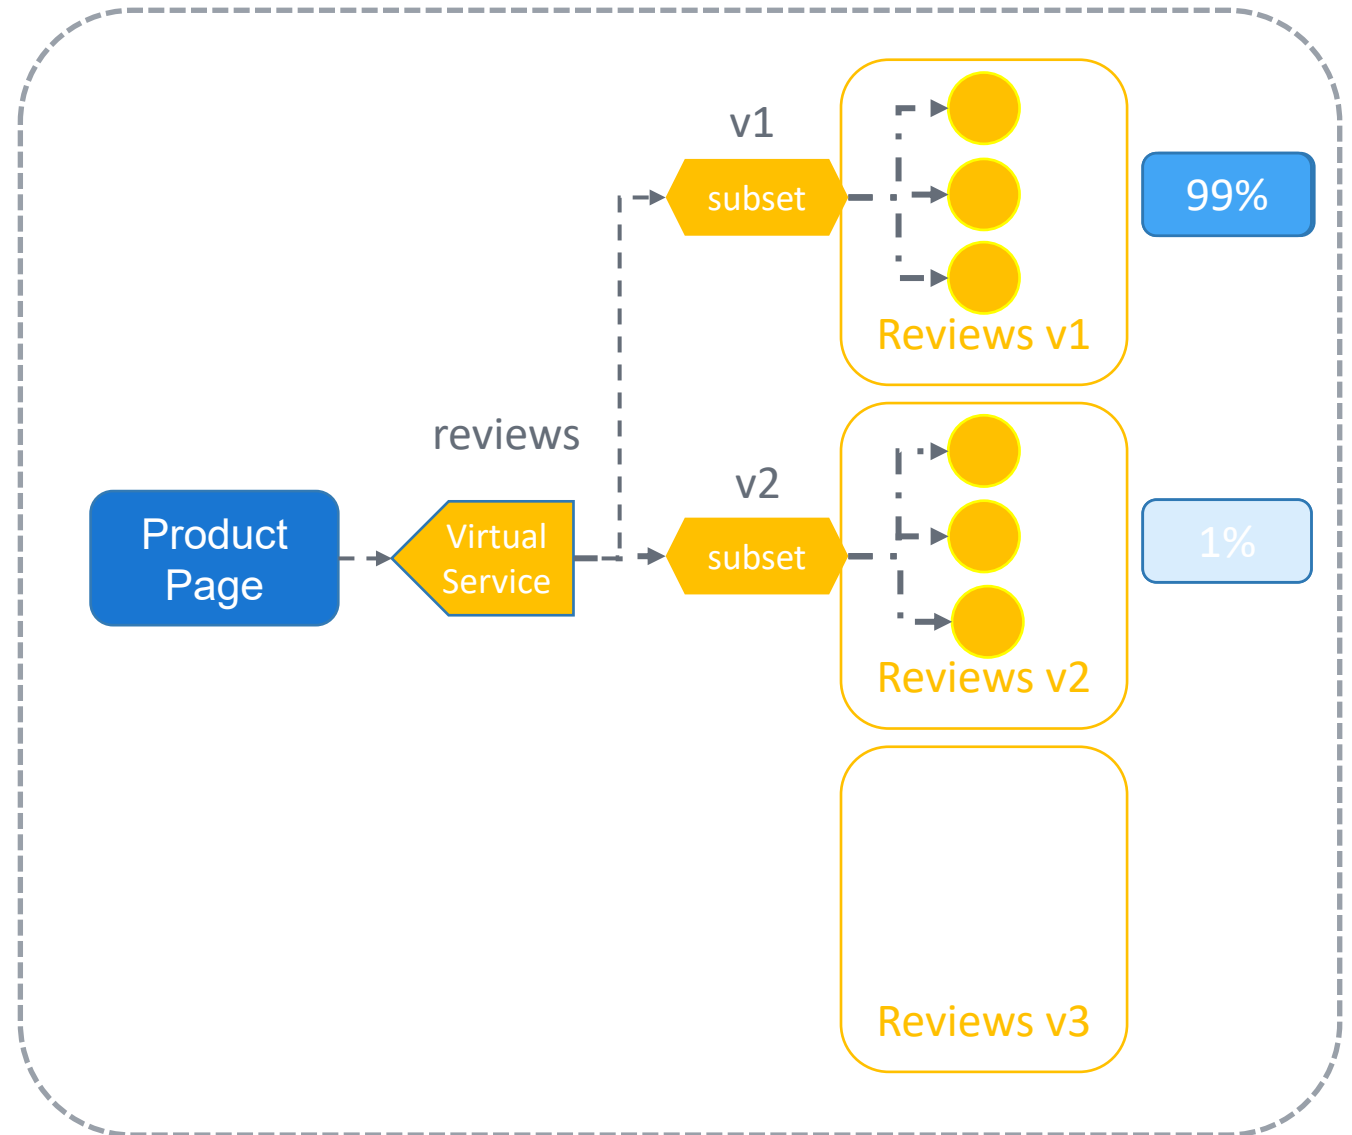 v1
subset
99%
Reviews v1
reviews
v2
Product
Page
Virtual
Service
subset
1%
Reviews v2
Reviews v3